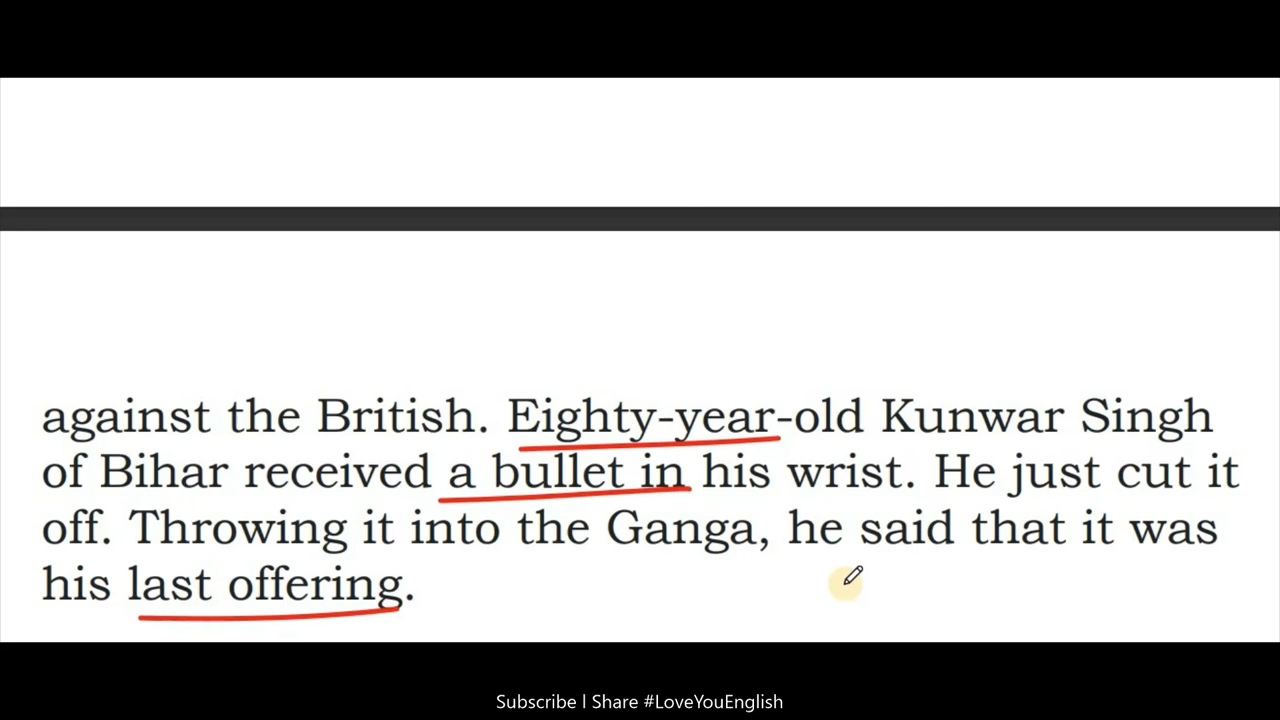 against the British. Eighty-year-old Kunwar Singh
of Bihar received a bullet in his wrist. He just cut it
off. Throwing it into the Ganga, he said that it was
his last offering.
Subscribe | Share #LoveYouEnglish